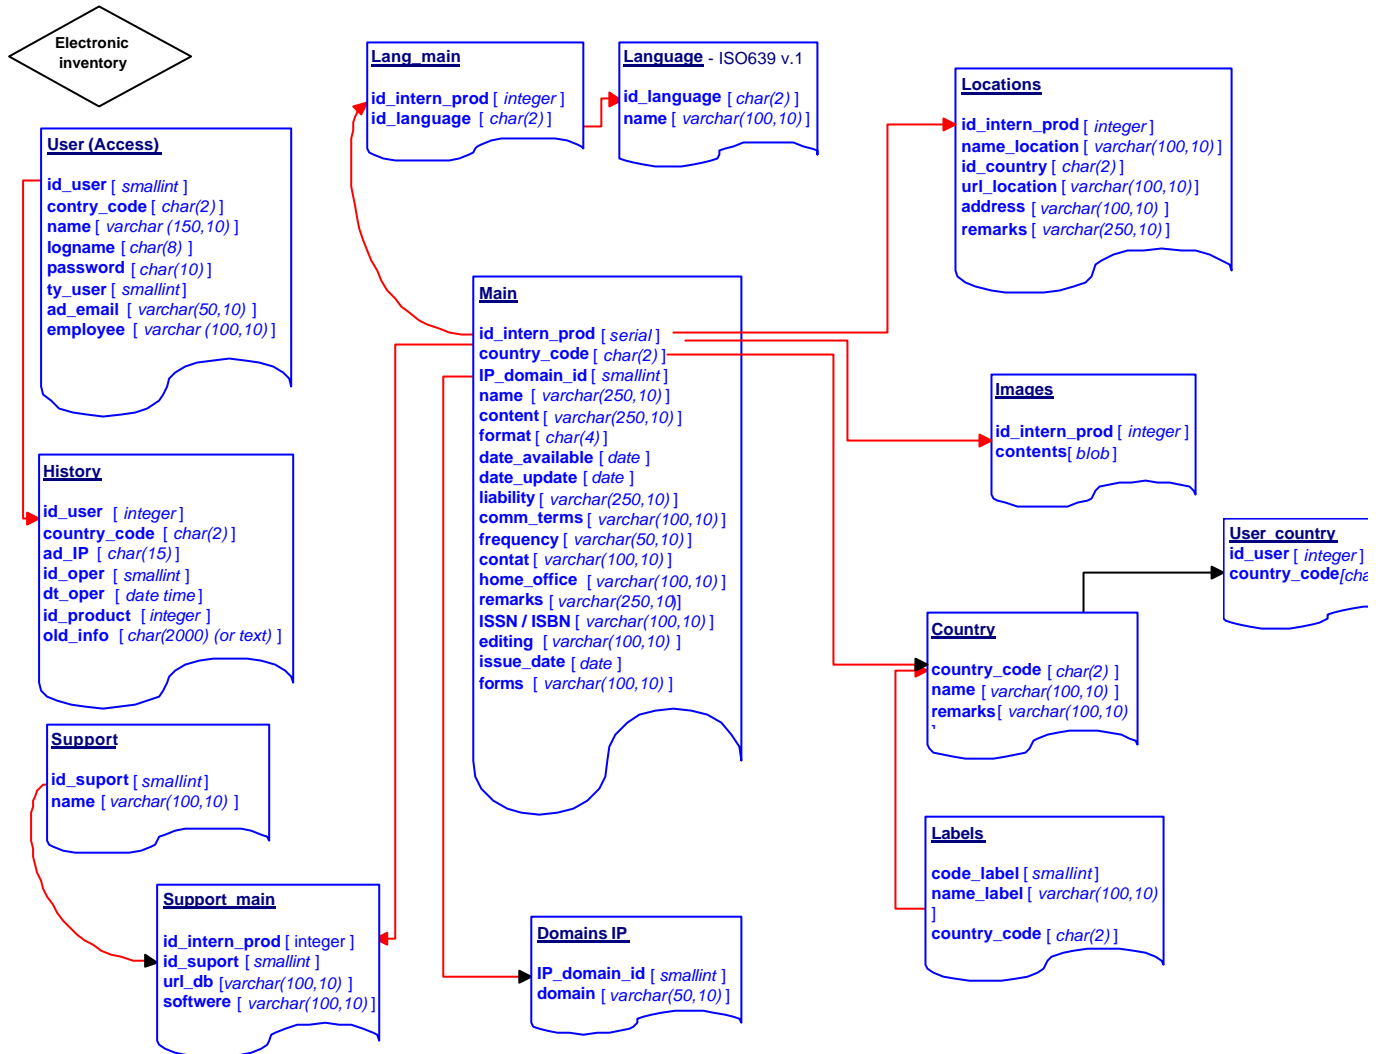 Electronic
inventory
User (Access)
id_user [ smallint ]
contry_code [ char(2) ]
name [ varchar (150,10) ]
logname [ char(8) ]
password [ char(10) ]
ty_user [ smallint]
ad_email [ varchar(50,10) ]
employee [ varchar (100,10) ]
History
id_user [ integer ]
country_code [ char(2) ]
ad_IP [ char(15) ]
id_oper [ smallint ]
dt_oper [ date time ]
id_product [ integer ]
old_info [ char(2000) (or text) ]
Support
id_suport [ smallint ]
name [ varchar(100,10) ]
Support_main
id_intern_prod [ integer ]
id_suport [ smallint ]
url_db [varchar(100,10) ]
softwere [ varchar(100,10) ]
Lang_main
id_intern_prod [ integer ]
id_language [ char(2) ]
Language - ISO639 v.1
id_language [ char(2) ]
name [ varchar(100,10) ]
Main
id_intern_prod [ serial ]
country_code [ char(2) ]
IP_domain_id [ smallint ]
name [ varchar(250,10) ]
content [ varchar(250,10) ]
format [ char(4) ]
date_available [ date ]
date_update [ date ]
liability [ varchar(250,10) ]
comm_terms [ varchar(100,10) ]
frequency [ varchar(50,10) ]
contat [ varchar(100,10) ]
home_office [ varchar(100,10) ]
remarks [ varchar(250,10)]
ISSN / ISBN [ varchar(100,10) ]
editing [ varchar(100,10) ]
issue_date [ date ]
forms [ varchar(100,10) ]
Domains IP
IP_domain_id [ smallint ]
domain [ varchar(50,10) ]
Locations
id_intern_prod [ integer ]
name_location [ varchar(100,10) ]
id_country [ char(2) ]
url_location [ varchar(100,10) ]
address [ varchar(100,10) ]
remarks [ varchar(250,10) ]
Images
id_intern_prod [ integer ]
contents[ blob ]
User_country
id_user [ integer ]
country_code[cha
Country
country_code [ char(2) ]
name [ varchar(100,10) ]
remarks[ varchar(100,10)
]
Labels
code_label [ smallint ]
name_label [ varchar(100,10)
]
country_code [ char(2) ]